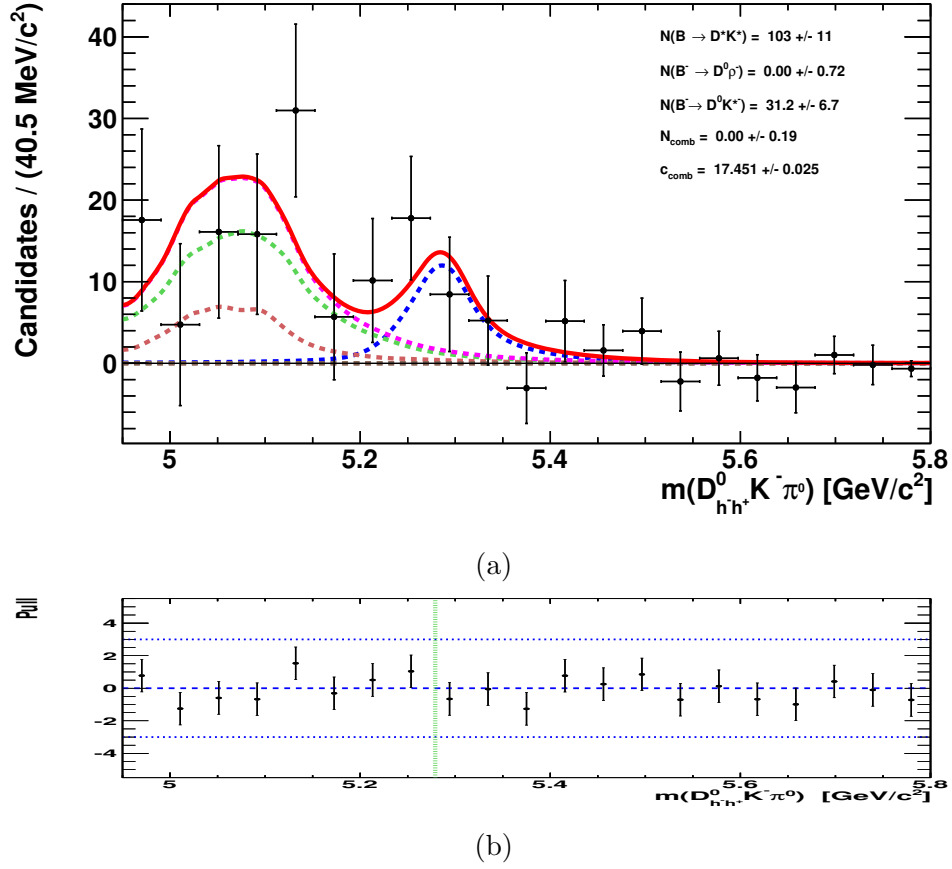 40
30
20
10
0
Candidates / (40.5 MeV/c²)
N(B → D*K*) = 103 +/- 11
N(B⁻ → D⁰ρ⁻) = 0.00 +/- 0.72
N(B⁻ → D⁰K*⁻) = 31.2 +/- 6.7
N_comb = 0.00 +/- 0.19
c_comb = 17.451 +/- 0.025
5 5.2 5.4 5.6 5.8
m(D⁰_h⁻h⁺ K⁻π⁰) [GeV/c²]
(a)
Pull
4
2
0
-2
-4
5 5.2 5.4 5.6 5.8
m(D⁰_h⁻h⁺ K⁻π⁰) [GeV/c²]
(b)